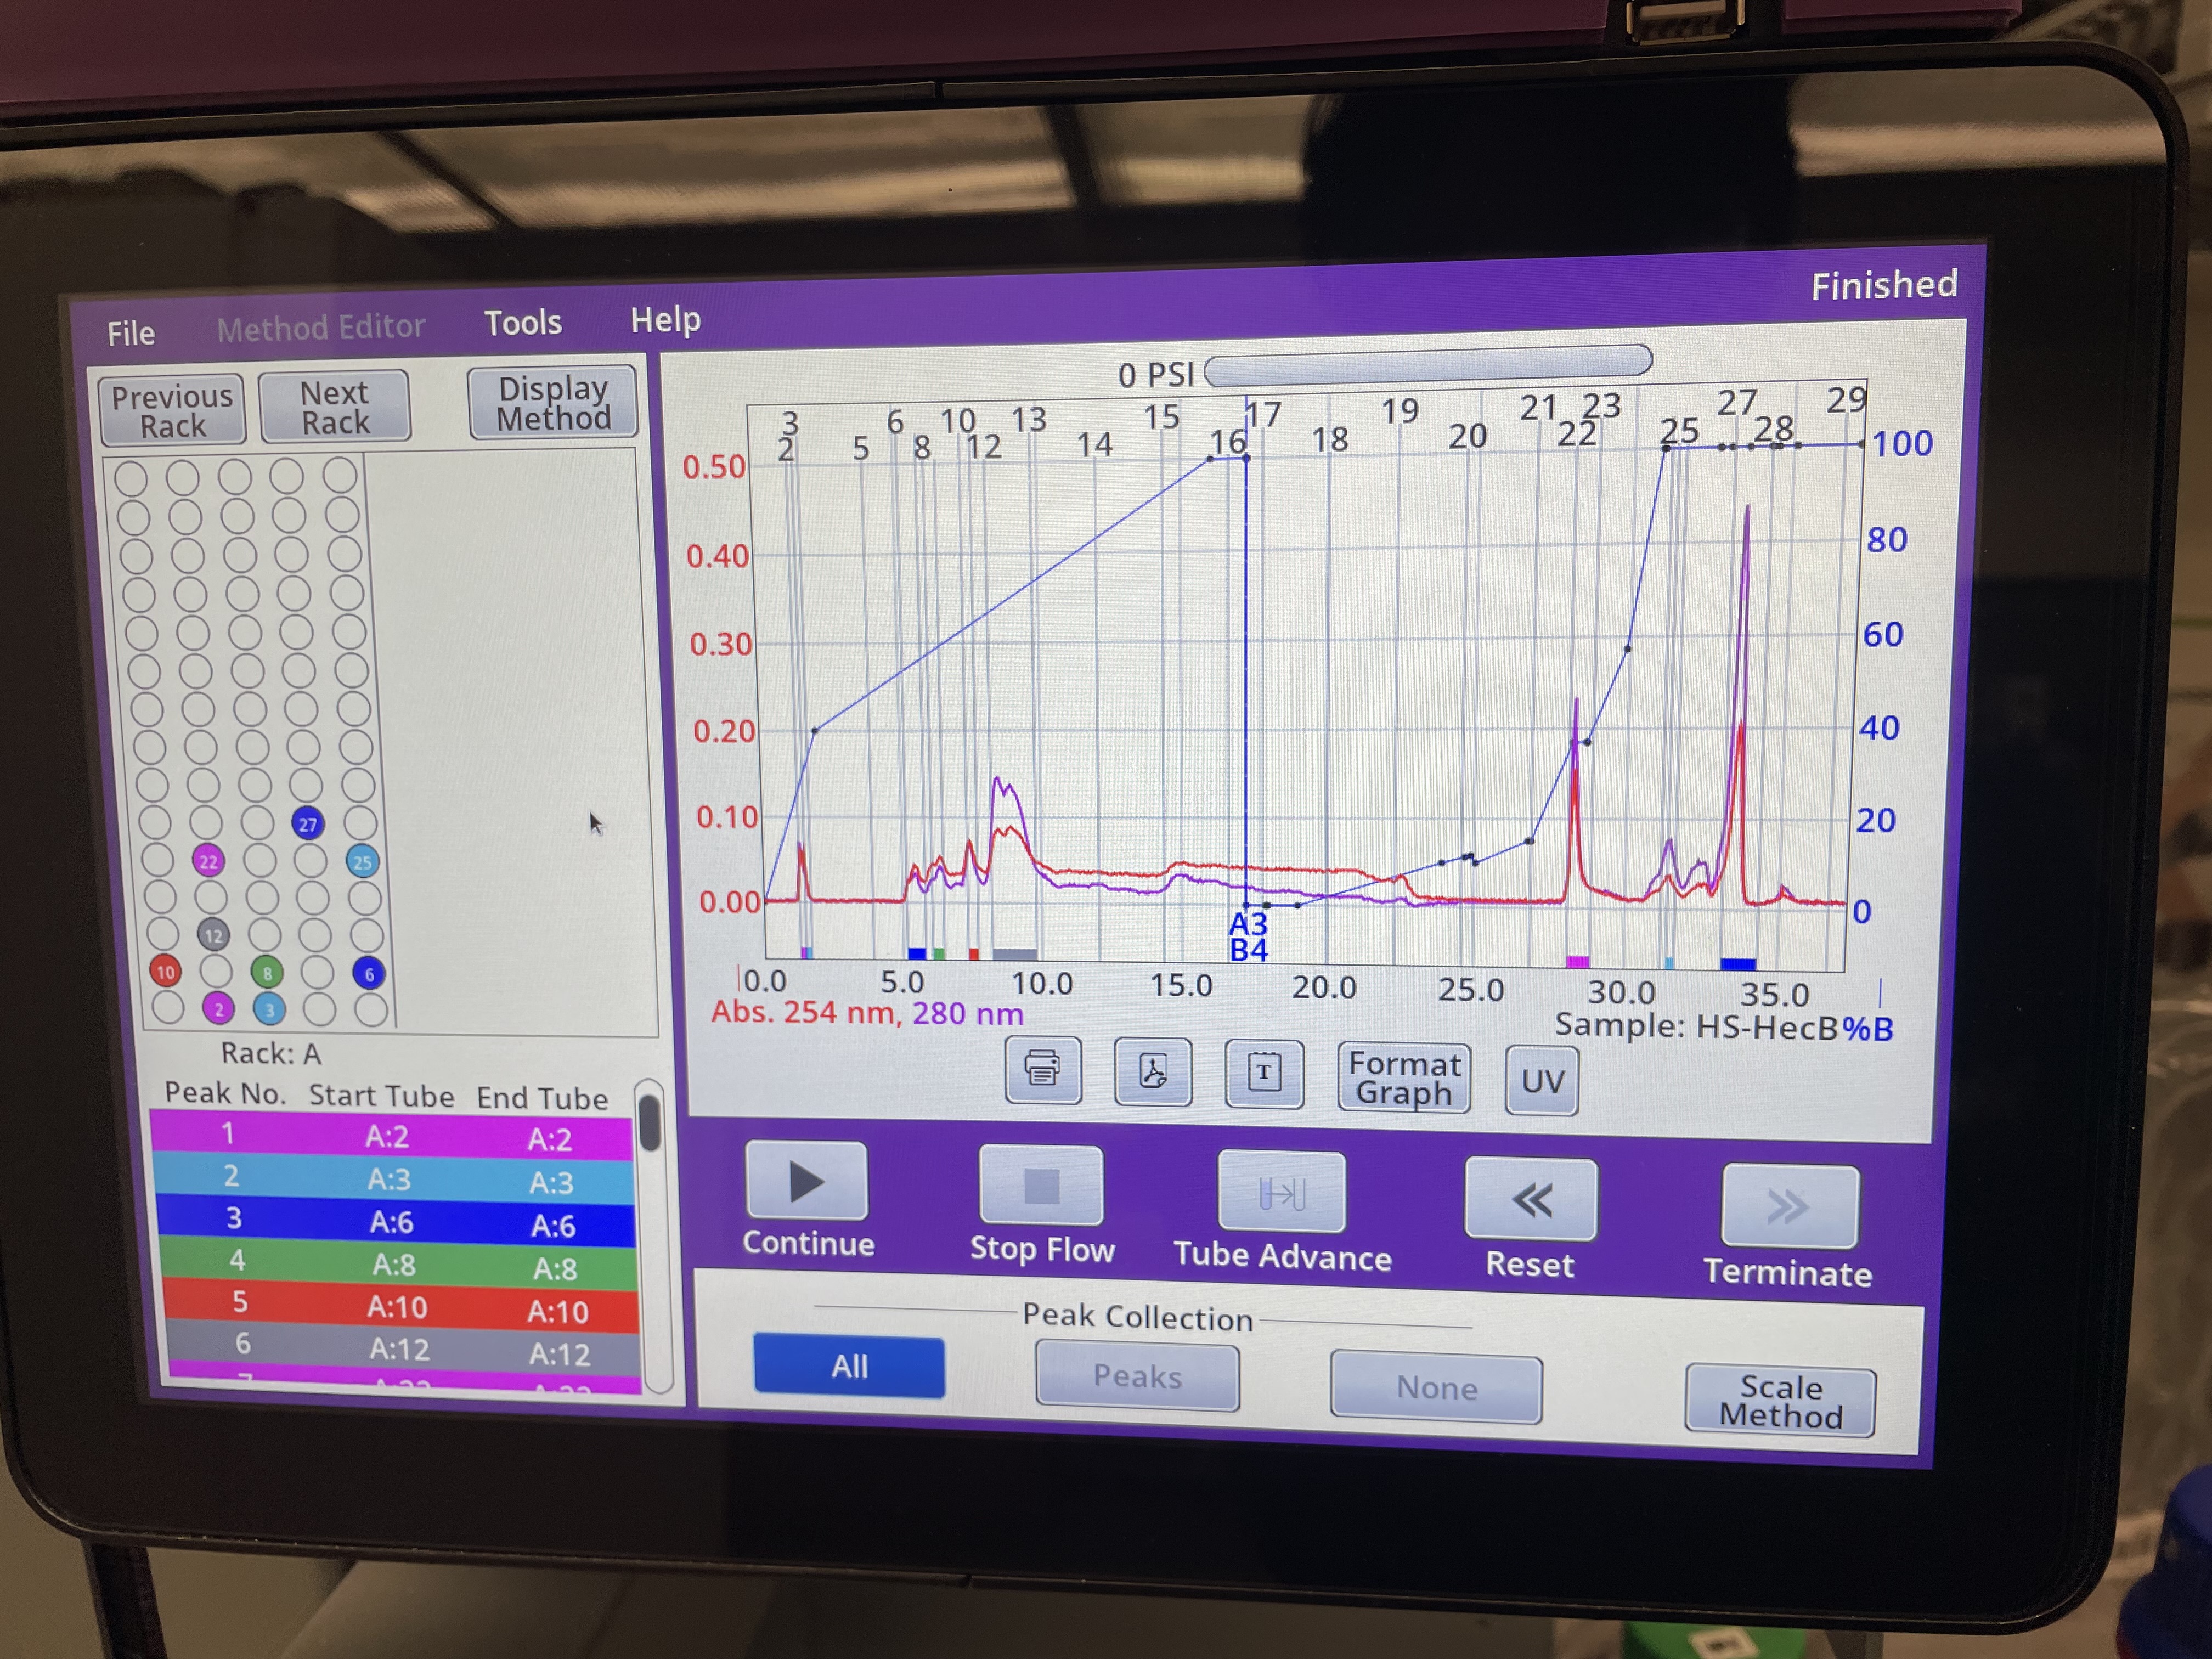 Finished
File Method Editor Tools Help
Previous Rack
Next Rack
Display Method
0 PSI
3 6 10 13 15 17 19 21 23 27 29
2 5 8 12 14 16 18 20 22 25 28
0.50
0.40
0.30
0.20
0.10
0.00
100
80
60
40
20
0
A3
B4
0.0 5.0 10.0 15.0 20.0 25.0 30.0 35.0
Abs. 254 nm, 280 nm
Sample: HS-HecB %B
27
22 25
12
10 8 6
2 3
Rack: A
Peak No. Start Tube End Tube
1 A:2 A:2
2 A:3 A:3
3 A:6 A:6
4 A:8 A:8
5 A:10 A:10
6 A:12 A:12
T
Format Graph
UV
Continue
Stop Flow
Tube Advance
Reset
Terminate
Peak Collection
All
Peaks
None
Scale Method